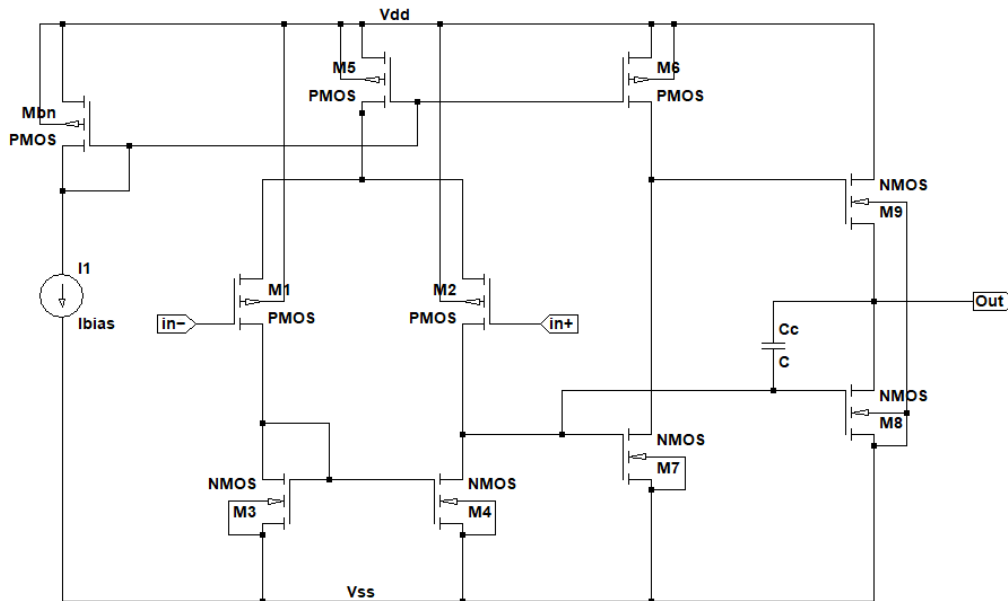 Vdd
M5
PMOS
M6
PMOS
Mbn
PMOS
NMOS
M9
I1
Ibias
M1
PMOS
M2
PMOS
in-
in+
Out
Cc
C
NMOS
M8
NMOS
M7
NMOS
M3
NMOS
M4
Vss